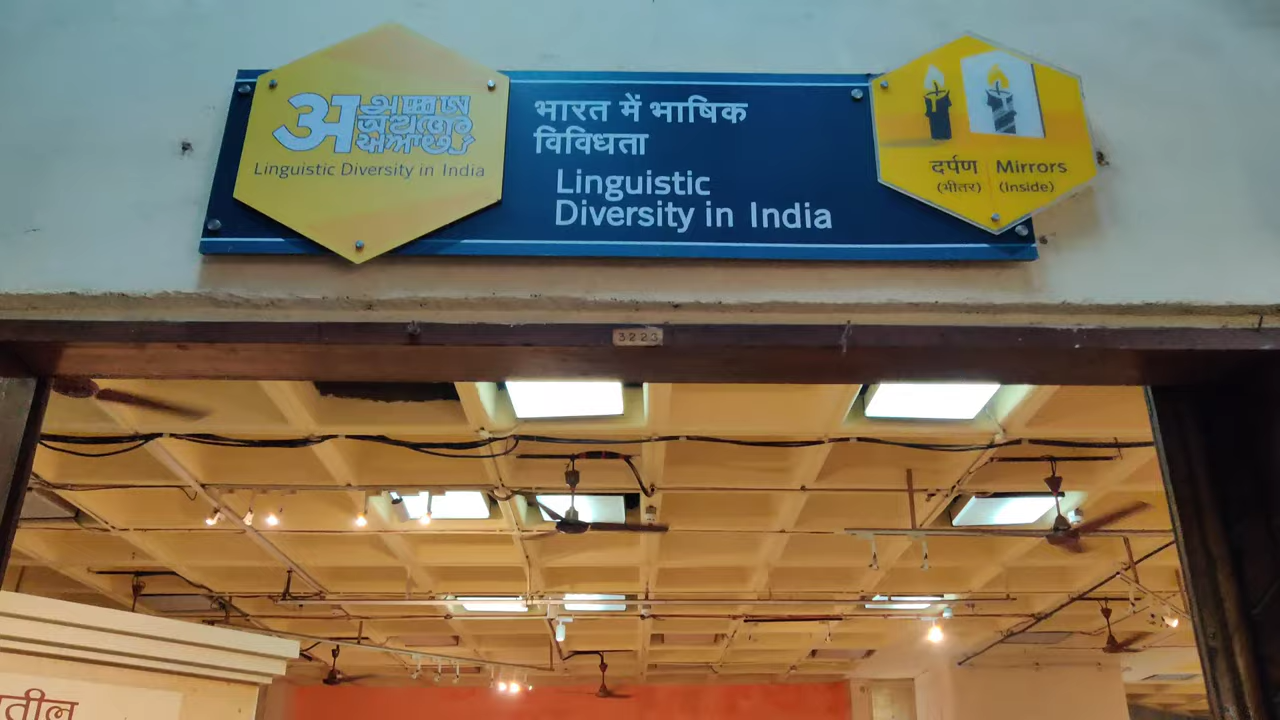 अ
Linguistic Diversity in India
भारत में भाषिक
विविधता
Linguistic
Diversity in India
दर्पण Mirrors
(भीतर) (Inside)
3223